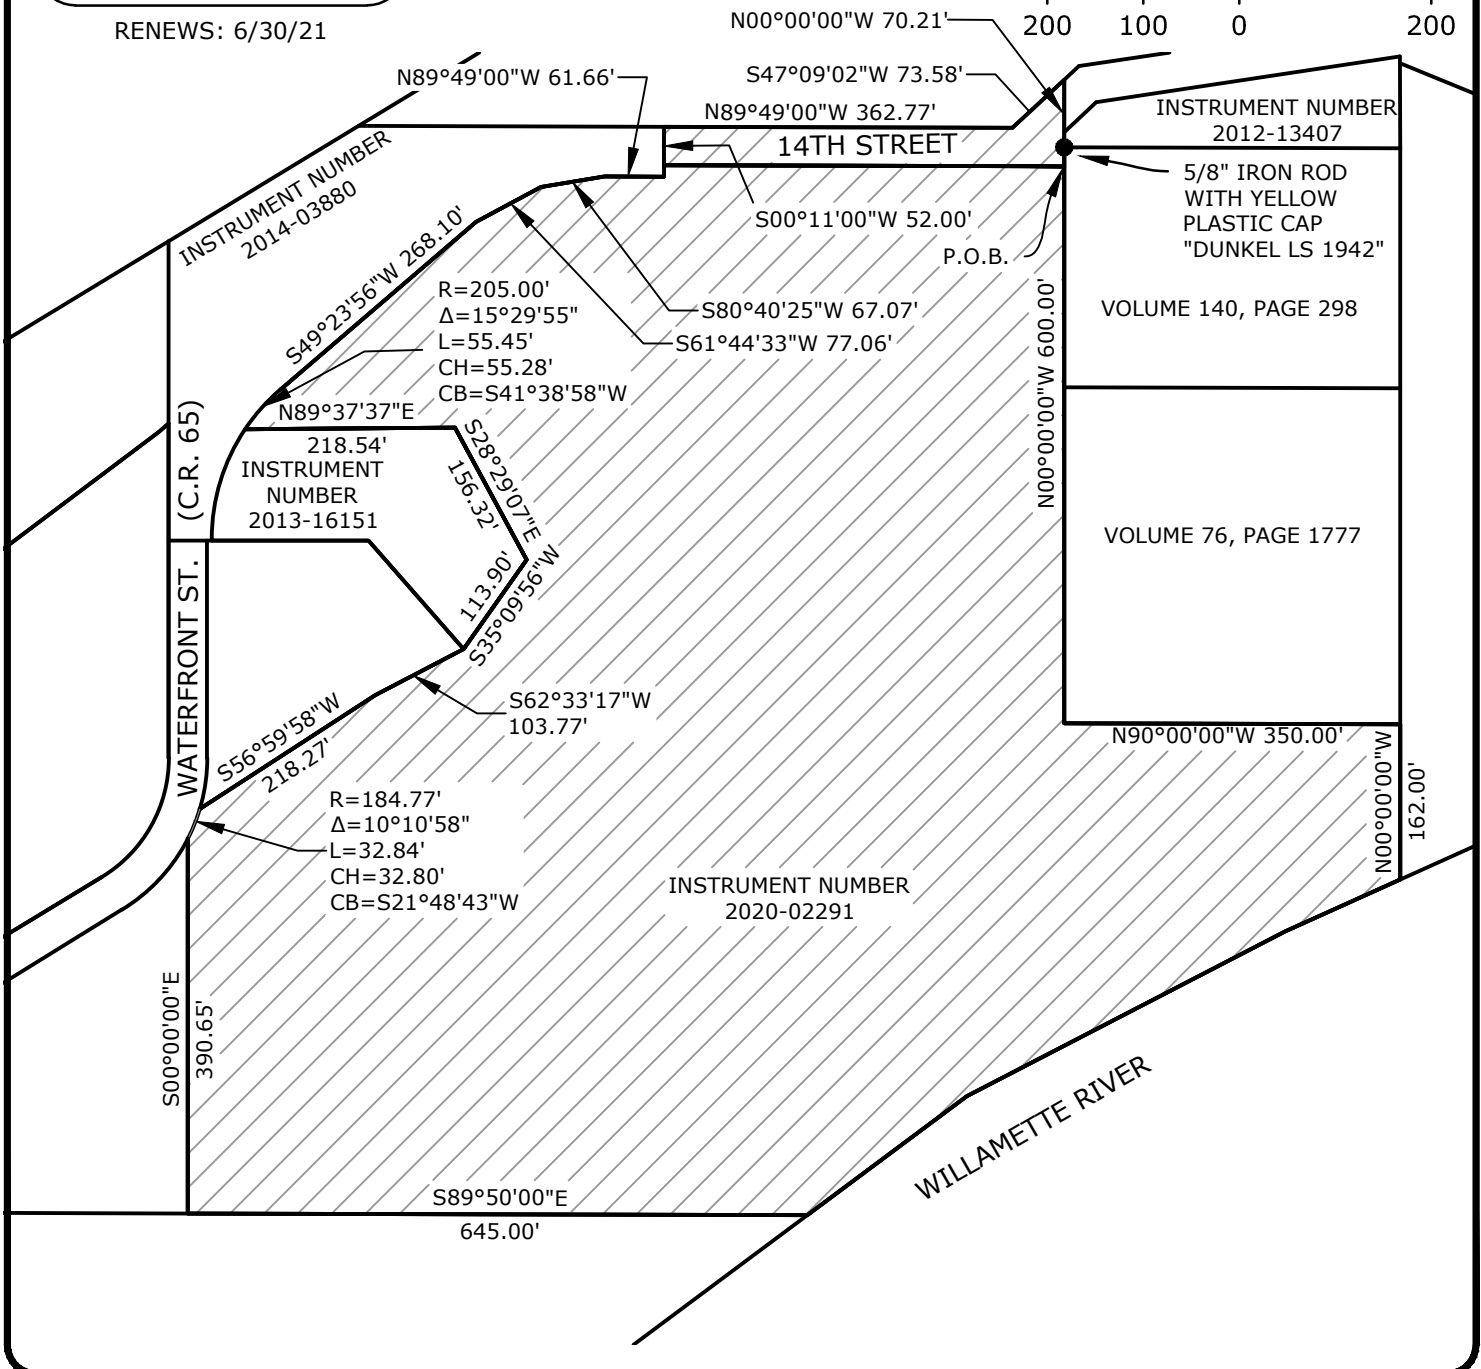 RENEWS: 6/30/21
200 100 0 200
N00°00'00"W 70.21'
N89°49'00"W 61.66'
S47°09'02"W 73.58'
N89°49'00"W 362.77'
14TH STREET
INSTRUMENT NUMBER
2012-13407
INSTRUMENT NUMBER
2014-03880
5/8" IRON ROD
WITH YELLOW
PLASTIC CAP
"DUNKEL LS 1942"
S00°11'00"W 52.00'
P.O.B.
S49°23'56"W 268.10'
R=205.00'
Δ=15°29'55"
L=55.45'
CH=55.28'
CB=S41°38'58"W
S80°40'25"W 67.07'
S61°44'33"W 77.06'
N00°00'00"W 600.00'
VOLUME 140, PAGE 298
N89°37'37"E
218.54'
INSTRUMENT
NUMBER
2013-16151
S28°29'07"E
156.32'
(C.R. 65)
WATERFRONT ST.
VOLUME 76, PAGE 1777
113.90'
S35°09'56"W
S62°33'17"W
103.77'
S56°59'58"W
218.27'
N90°00'00"W 350.00'
N00°00'00"W
162.00'
R=184.77'
Δ=10°10'58"
L=32.84'
CH=32.80'
CB=S21°48'43"W
INSTRUMENT NUMBER
2020-02291
S00°00'00"E
390.65'
WILLAMETTE RIVER
S89°50'00"E
645.00'